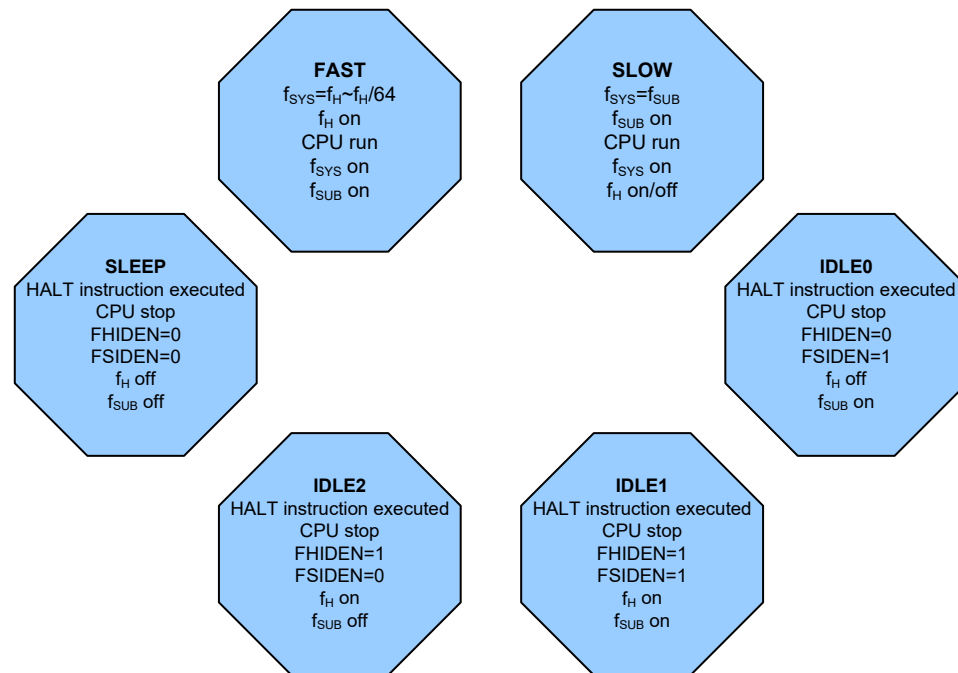 FAST
fSYS=fH~fH/64
fH on
CPU run
fSYS on
fSUB on
SLOW
fSYS=fSUB
fSUB on
CPU run
fSYS on
fH on/off
SLEEP
HALT instruction executed
CPU stop
FHIDEN=0
FSIDEN=0
fH off
fSUB off
IDLE0
HALT instruction executed
CPU stop
FHIDEN=0
FSIDEN=1
fH off
fSUB on
IDLE2
HALT instruction executed
CPU stop
FHIDEN=1
FSIDEN=0
fH on
fSUB off
IDLE1
HALT instruction executed
CPU stop
FHIDEN=1
FSIDEN=1
fH on
fSUB on